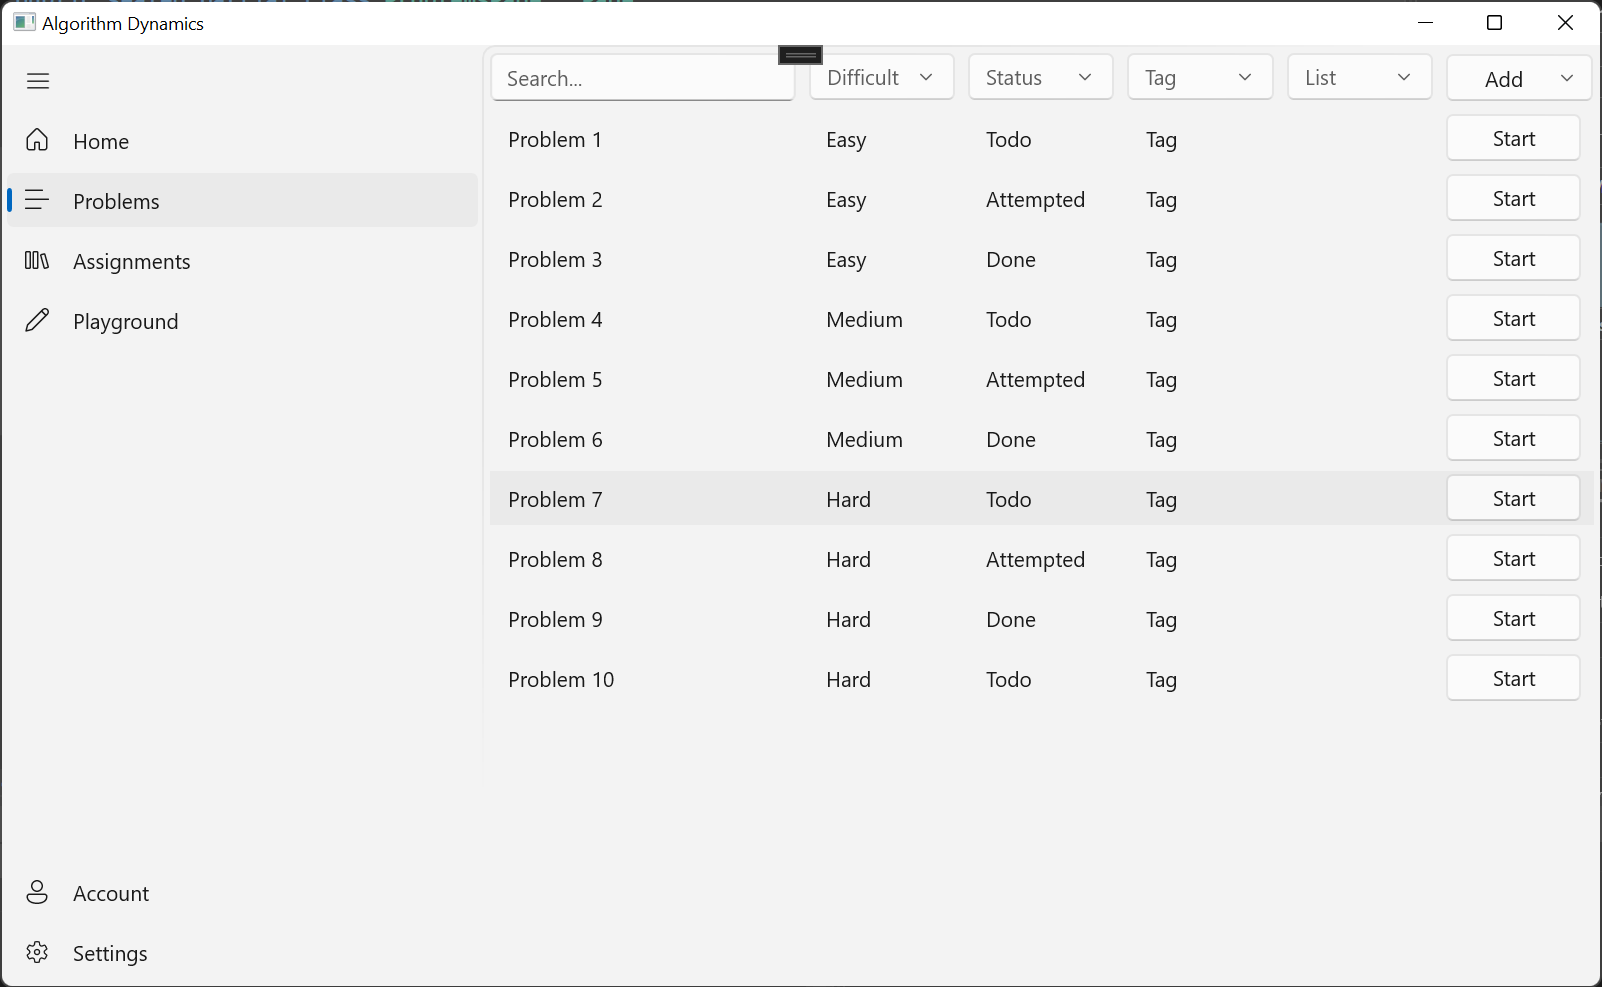 Algorithm Dynamics
Home
Problems
Assignments
Playground
Account
Settings
Search... Difficult Status Tag List Add
Problem 1 Easy Todo Tag Start
Problem 2 Easy Attempted Tag Start
Problem 3 Easy Done Tag Start
Problem 4 Medium Todo Tag Start
Problem 5 Medium Attempted Tag Start
Problem 6 Medium Done Tag Start
Problem 7 Hard Todo Tag Start
Problem 8 Hard Attempted Tag Start
Problem 9 Hard Done Tag Start
Problem 10 Hard Todo Tag Start